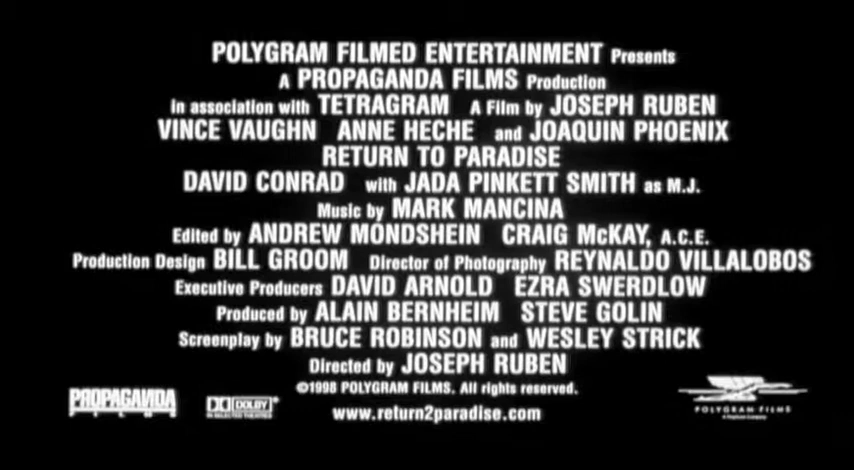 POLYGRAM FILMED ENTERTAINMENT Presents
A PROPAGANDA FILMS Production
In association with TETRAGRAM A Film by JOSEPH RUBEN
VINCE VAUGHN ANNE HECHE and JOAQUIN PHOENIX
RETURN TO PARADISE
DAVID CONRAD with JADA PINKETT SMITH as M.J.
Music by MARK MANCINA
Edited by ANDREW MONDSHEIN CRAIG McKAY, A.C.E.
Production Design BILL GROOM Director of Photography REYNALDO VILLALOBOS
Executive Producers DAVID ARNOLD EZRA SWERDLOW
Produced by ALAIN BERNHEIM STEVE GOLIN
Screenplay by BRUCE ROBINSON and WESLEY STRICK
Directed by JOSEPH RUBEN
©1998 POLYGRAM FILMS. All rights reserved.
PROPAGANDA FILMS
DOLBY
IN SELECTED THEATRES
www.return2paradise.com
POLYGRAM FILMS